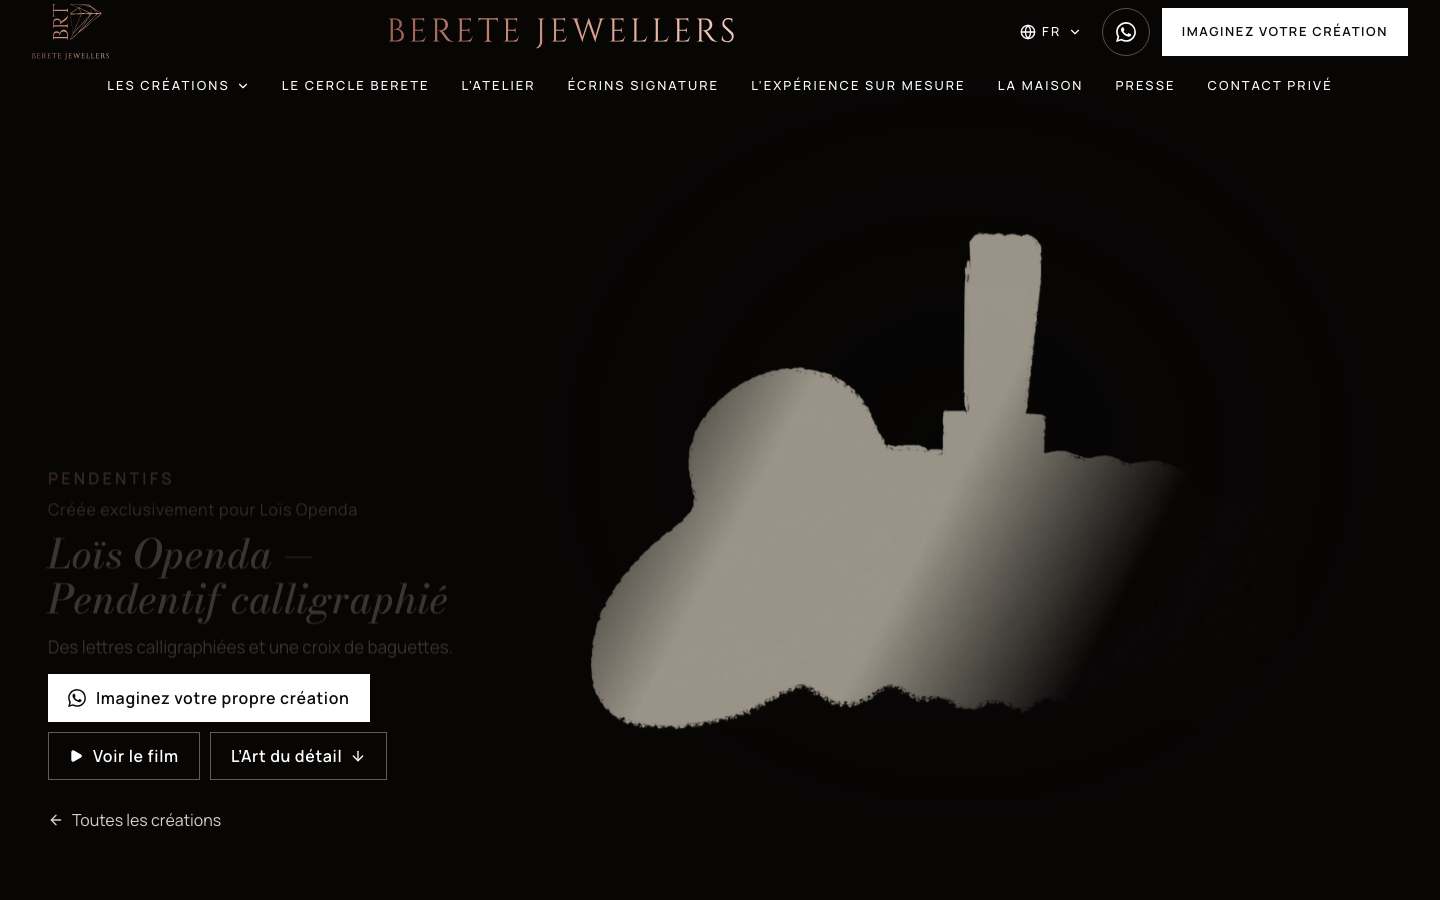 BRT
BERETE JEWELLERS
BERETE JEWELLERS
FR
IMAGINEZ VOTRE CRÉATION
LES CRÉATIONS
LE CERCLE BERETE
L'ATELIER
ÉCRINS SIGNATURE
L'EXPÉRIENCE SUR MESURE
LA MAISON
PRESSE
CONTACT PRIVÉ
PENDENTIFS
Créée exclusivement pour Loïs Openda
Loïs Openda —
Pendentif calligraphié
Des lettres calligraphiées et une croix de baguettes.
Imaginez votre propre création
Voir le film
L'Art du détail
Toutes les créations